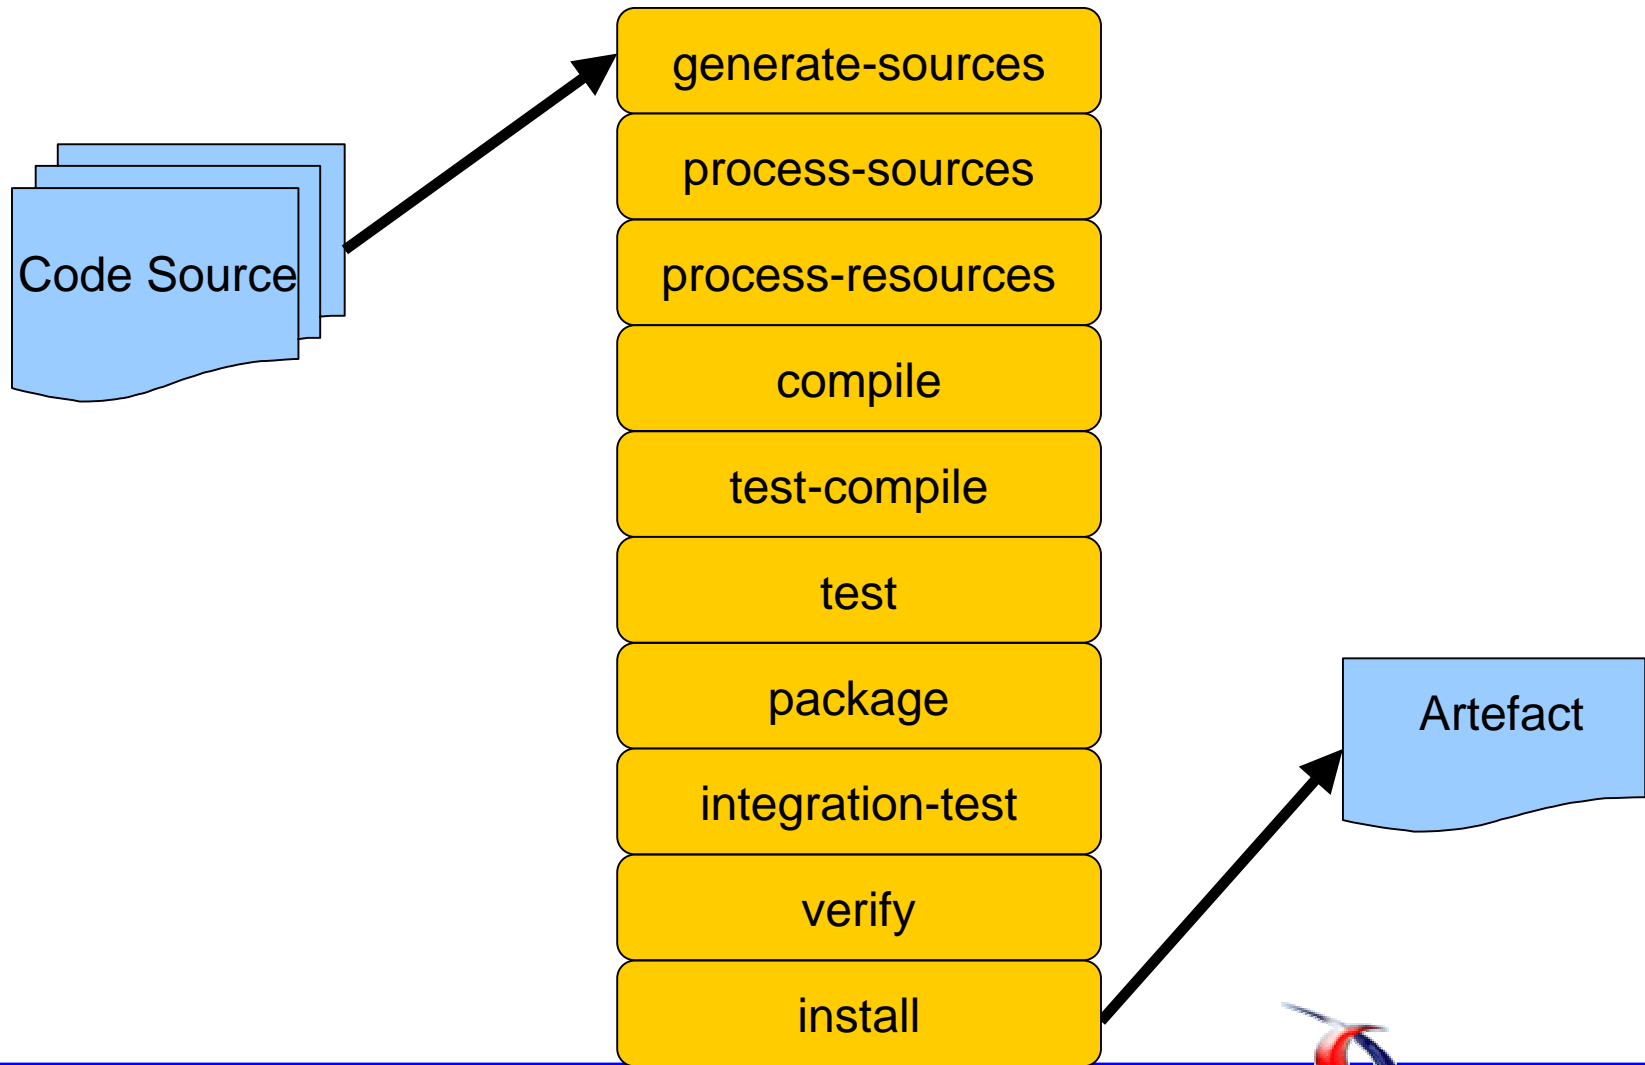 Code Source
generate-sources
process-sources
process-resources
compile
test-compile
test
package
integration-test
verify
install
Artefact